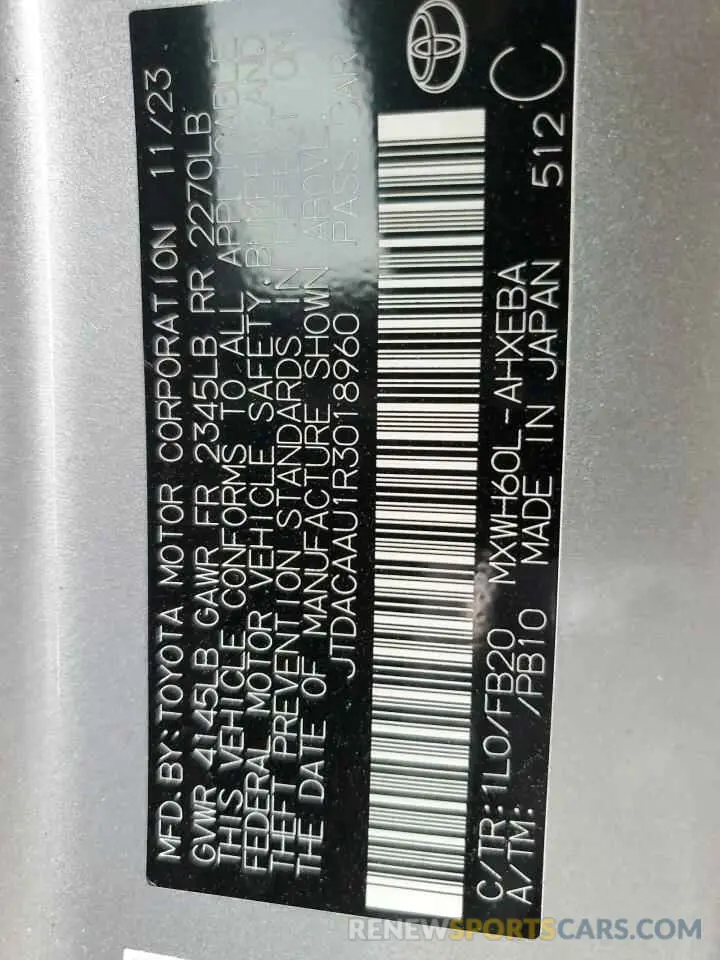 MFD. BY: TOYOTA MOTOR CORPORATION 11/23
GVWR 4145LB GAWR FR 2345LB RR 2270LB
THIS VEHICLE CONFORMS TO ALL APPLICABLE
FEDERAL MOTOR VEHICLE SAFETY, BUMPER, AND
THEFT PREVENTION STANDARDS IN EFFECT ON
THE DATE OF MANUFACTURE SHOWN ABOVE.
JTDACAAU1R3018960 PASS. CAR
C/TR: 1L0/FB20 MXWH60L-AHXEBA
A/TM: /PB10 MADE IN JAPAN 512 C
RENEWSPORTSCARS.COM